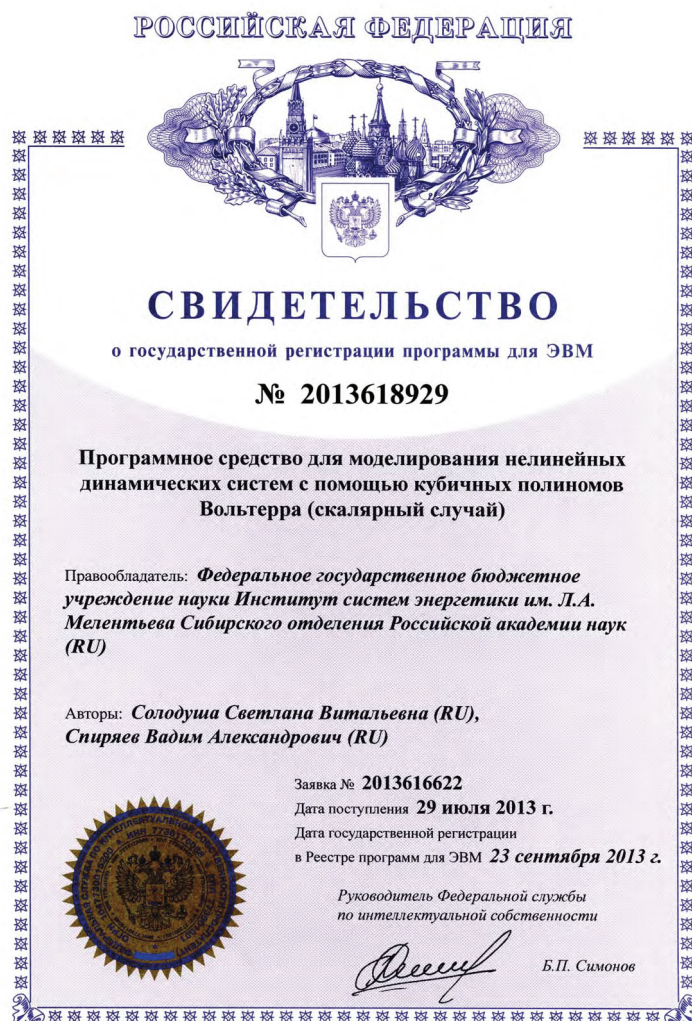 РОССИЙСКАЯ ФЕДЕРАЦИЯ
СВИДЕТЕЛЬСТВО
о государственной регистрации программы для ЭВМ
№ 2013618929
Программное средство для моделирования нелинейных
динамических систем с помощью кубичных полиномов
Вольтерра (скалярный случай)
Правообладатель: Федеральное государственное бюджетное
учреждение науки Институт систем энергетики им. Л.А.
Мелентьева Сибирского отделения Российской академии наук
(RU)
Авторы: Солодуша Светлана Витальевна (RU),
Спиряев Вадим Александрович (RU)
Заявка № 2013616622
Дата поступления 29 июля 2013 г.
Дата государственной регистрации
в Реестре программ для ЭВМ 23 сентября 2013 г.
Руководитель Федеральной службы
по интеллектуальной собственности
Б.П. Симонов